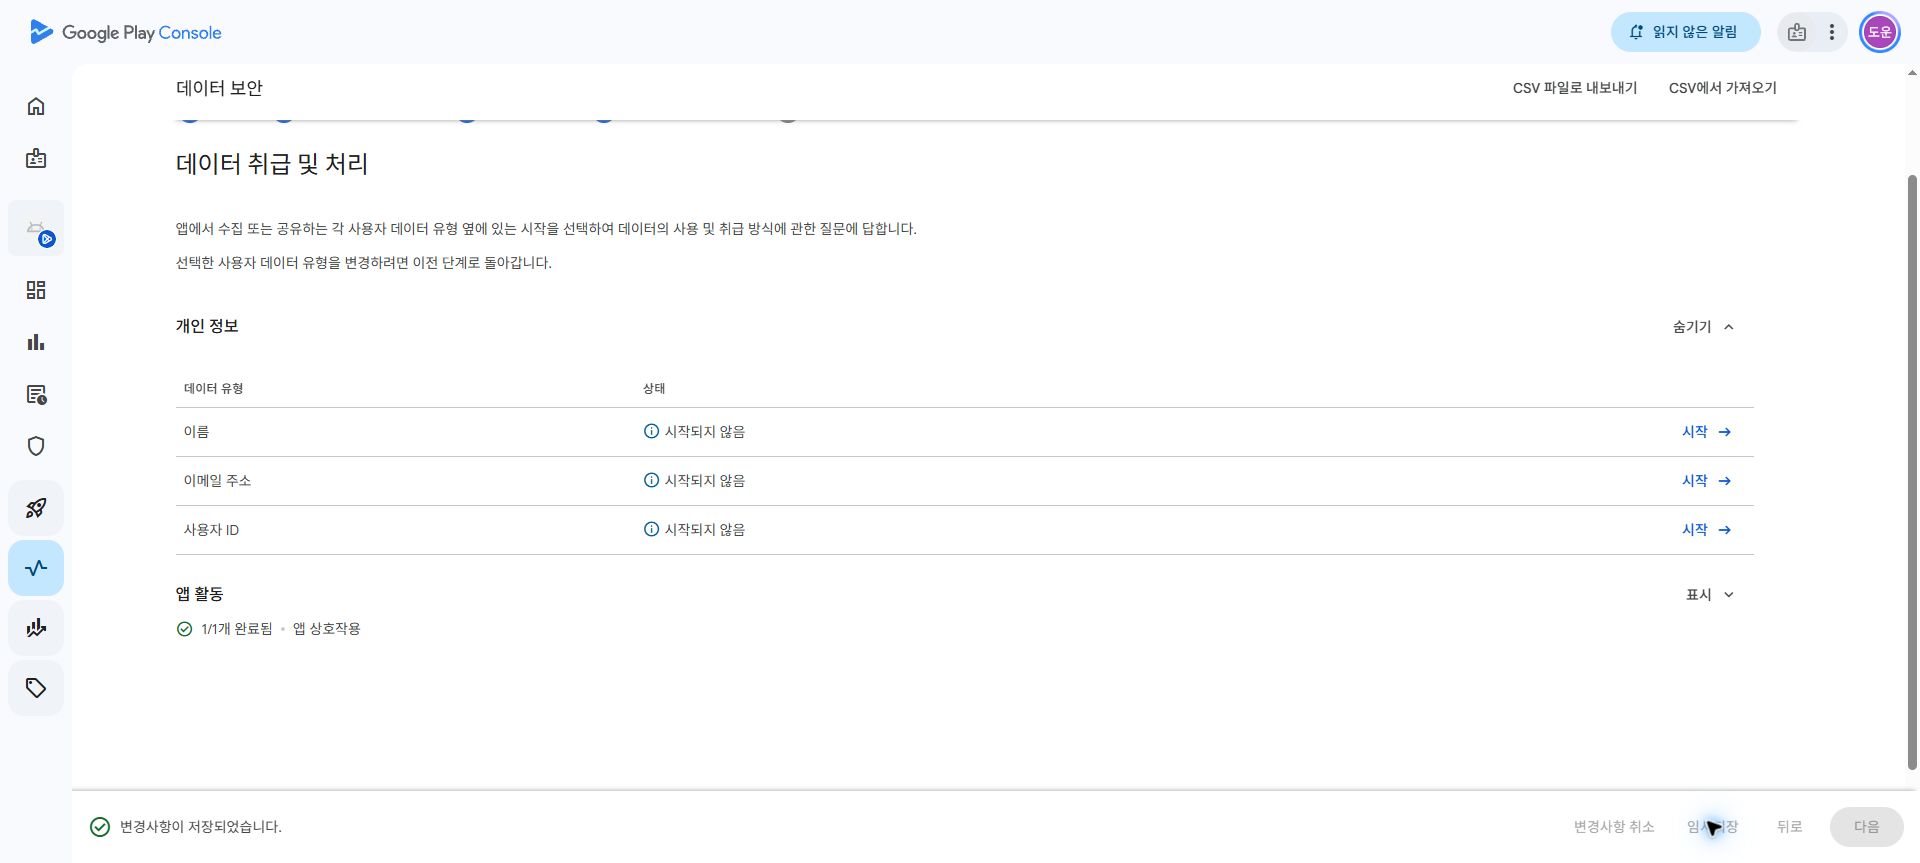 Google Play Console
읽지 않은 알림
도운
데이터 보안
CSV 파일로 내보내기
CSV에서 가져오기
데이터 취급 및 처리
앱에서 수집 또는 공유하는 각 사용자 데이터 유형 옆에 있는 시작을 선택하여 데이터의 사용 및 취급 방식에 관한 질문에 답합니다.
선택한 사용자 데이터 유형을 변경하려면 이전 단계로 돌아갑니다.
개인 정보
숨기기
데이터 유형
상태
이름
시작되지 않음
시작
이메일 주소
시작되지 않음
시작
사용자 ID
시작되지 않음
시작
앱 활동
표시
1/1개 완료됨 • 앱 상호작용
변경사항이 저장되었습니다.
변경사항 취소
임시저장
뒤로
다음